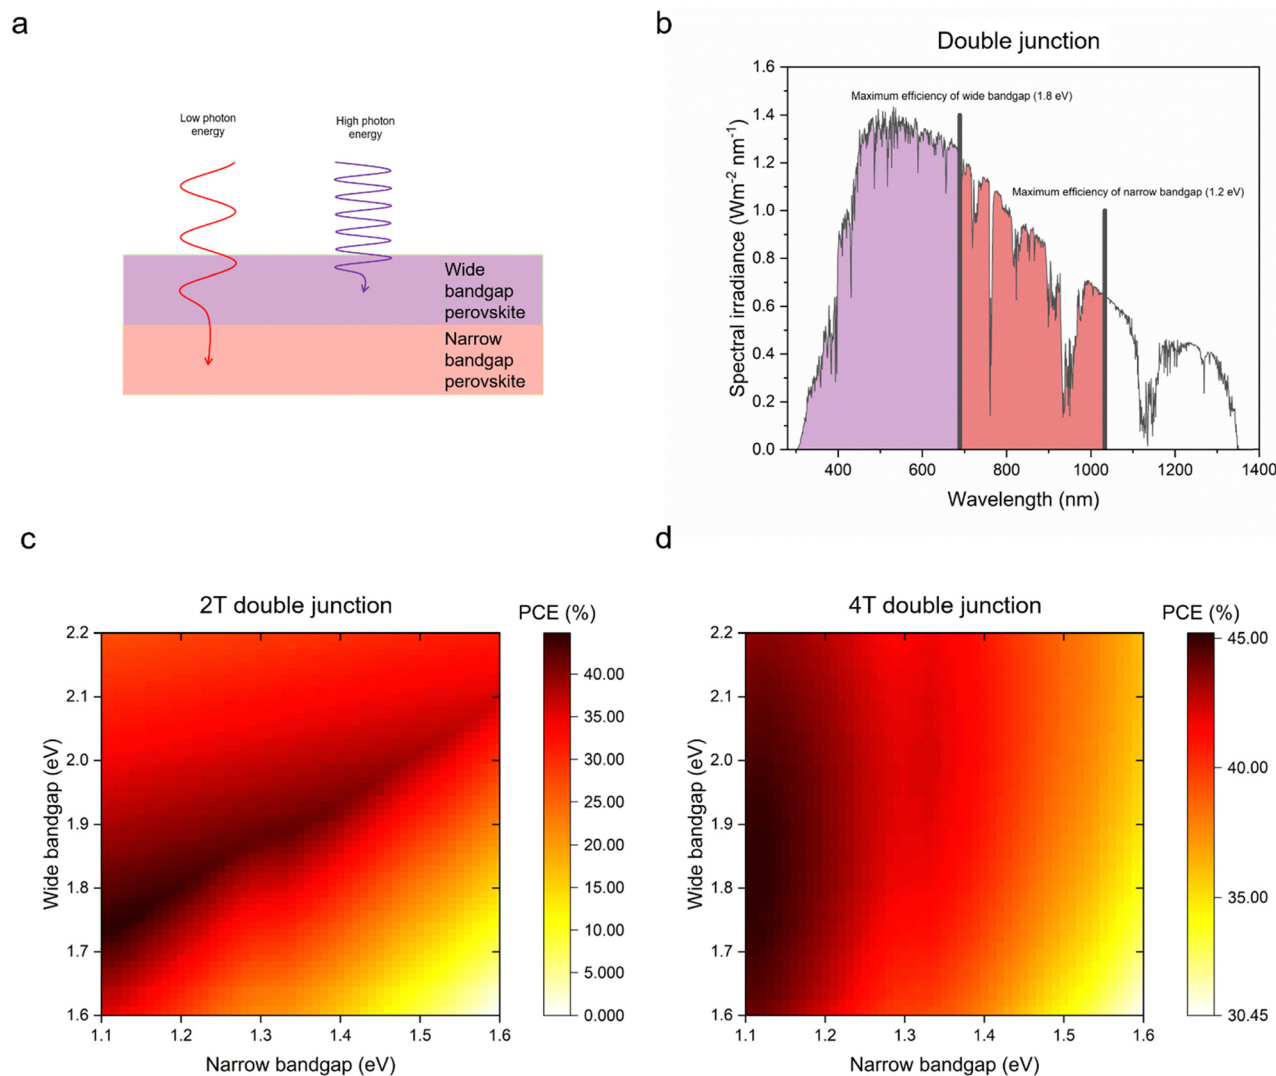 a
Low photon
energy
High photon
energy
Wide
bandgap
perovskite
Narrow
bandgap
perovskite
b
Double junction
Maximum efficiency of wide bandgap (1.8 eV)
Maximum efficiency of narrow bandgap (1.2 eV)
Spectral irradiance (Wm⁻² nm⁻¹)
1.6
1.4
1.2
1.0
0.8
0.6
0.4
0.2
0.0
400 600 800 1000 1200 1400
Wavelength (nm)
c
2T double junction
PCE (%)
Wide bandgap (eV)
2.2
2.1
2.0
1.9
1.8
1.7
1.6
1.1 1.2 1.3 1.4 1.5 1.6
Narrow bandgap (eV)
40.00
35.00
30.00
25.00
20.00
15.00
10.00
5.000
0.000
d
4T double junction
PCE (%)
Wide bandgap (eV)
2.2
2.1
2.0
1.9
1.8
1.7
1.6
1.1 1.2 1.3 1.4 1.5 1.6
Narrow bandgap (eV)
45.00
40.00
35.00
30.45